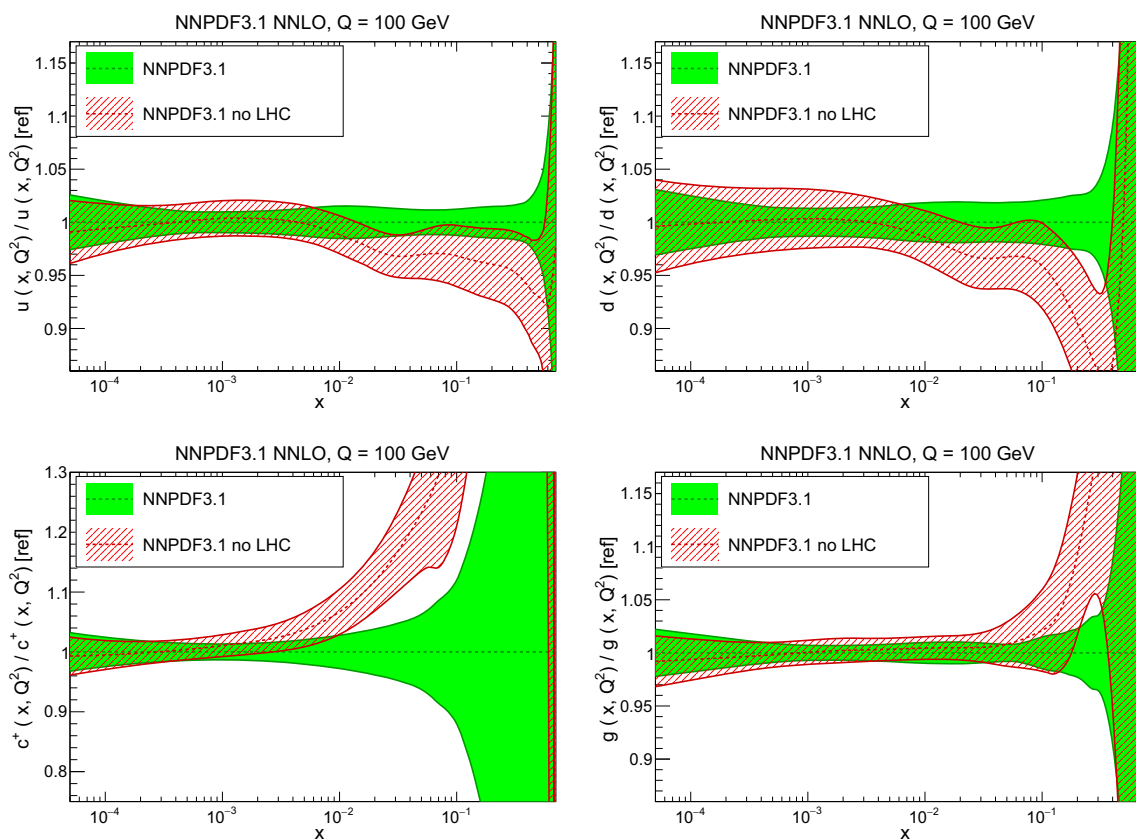 NNPDF3.1 NNLO, Q = 100 GeV
1.15
1.1
1.05
1
0.95
0.9
u ( x, Q²) / u ( x, Q²) [ref]
NNPDF3.1
NNPDF3.1 no LHC
10⁻⁴
10⁻³
10⁻²
10⁻¹
x
NNPDF3.1 NNLO, Q = 100 GeV
1.15
1.1
1.05
1
0.95
0.9
d ( x, Q²) / d ( x, Q²) [ref]
NNPDF3.1
NNPDF3.1 no LHC
10⁻⁴
10⁻³
10⁻²
10⁻¹
x
NNPDF3.1 NNLO, Q = 100 GeV
1.3
1.2
1.1
1
0.9
0.8
c⁺ ( x, Q²) / c⁺ ( x, Q²) [ref]
NNPDF3.1
NNPDF3.1 no LHC
10⁻⁴
10⁻³
10⁻²
10⁻¹
x
NNPDF3.1 NNLO, Q = 100 GeV
1.15
1.1
1.05
1
0.95
0.9
g ( x, Q²) / g ( x, Q²) [ref]
NNPDF3.1
NNPDF3.1 no LHC
10⁻⁴
10⁻³
10⁻²
10⁻¹
x